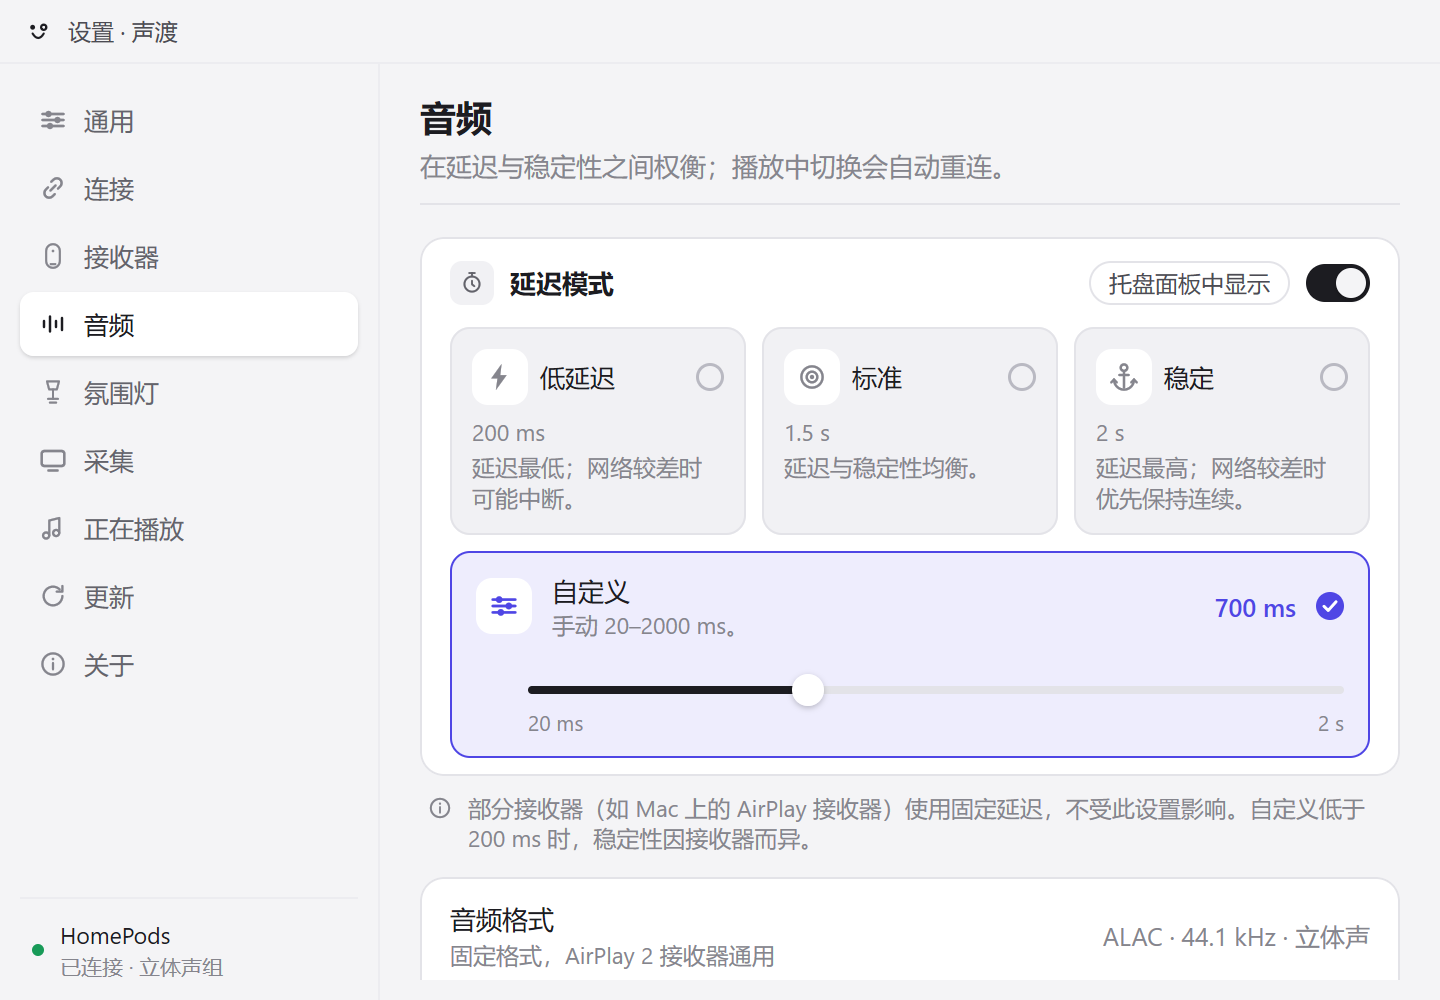 设置 · 声渡
通用
连接
接收器
音频
氛围灯
采集
正在播放
更新
关于
HomePods
已连接 · 立体声组
音频
在延迟与稳定性之间权衡；播放中切换会自动重连。
延迟模式
托盘面板中显示
低延迟
200 ms
延迟最低；网络较差时
可能中断。
标准
1.5 s
延迟与稳定性均衡。
稳定
2 s
延迟最高；网络较差时
优先保持连续。
自定义
手动 20–2000 ms。
700 ms
20 ms
2 s
部分接收器（如 Mac 上的 AirPlay 接收器）使用固定延迟，不受此设置影响。自定义低于
200 ms 时，稳定性因接收器而异。
音频格式
固定格式，AirPlay 2 接收器通用
ALAC · 44.1 kHz · 立体声